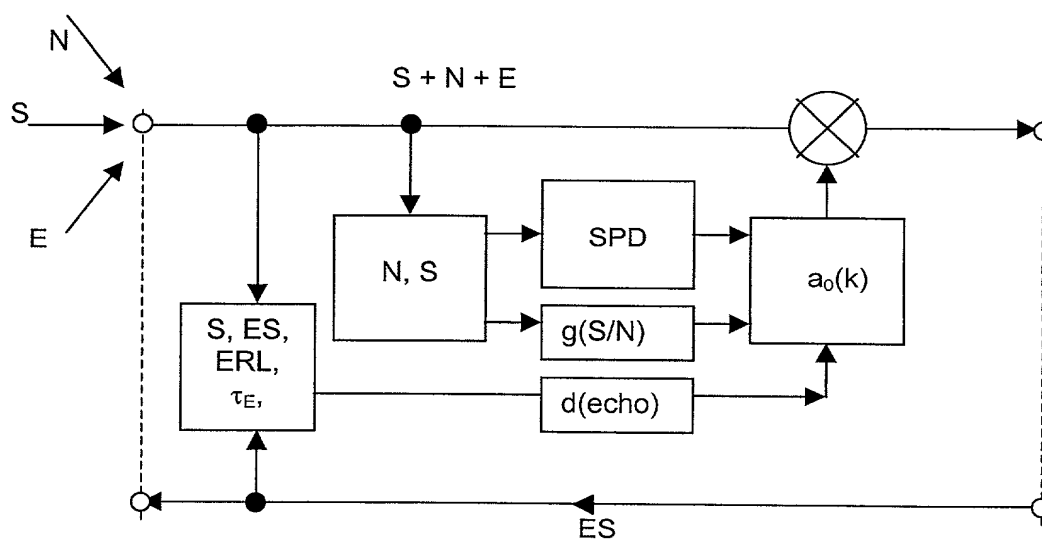 N
S + N + E
S
E
SPD
N, S
a₀(k)
S, ES,
ERL,
τE,
g(S/N)
d(echo)
ES